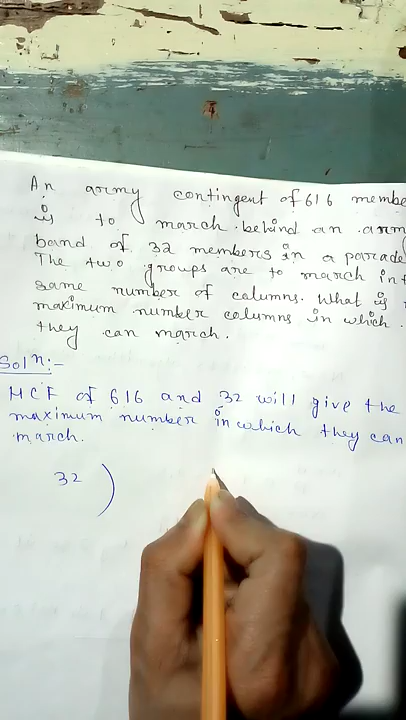 An army contingent of 616 membe
is to march behind an arm
band of 32 members in a parade
The two groups are to march in t
same number of columns. What is
maximum number columns in which
they can march.
Solⁿ:-
HCF of 616 and 32 will give the
maximum number in which they can
march.
32 )